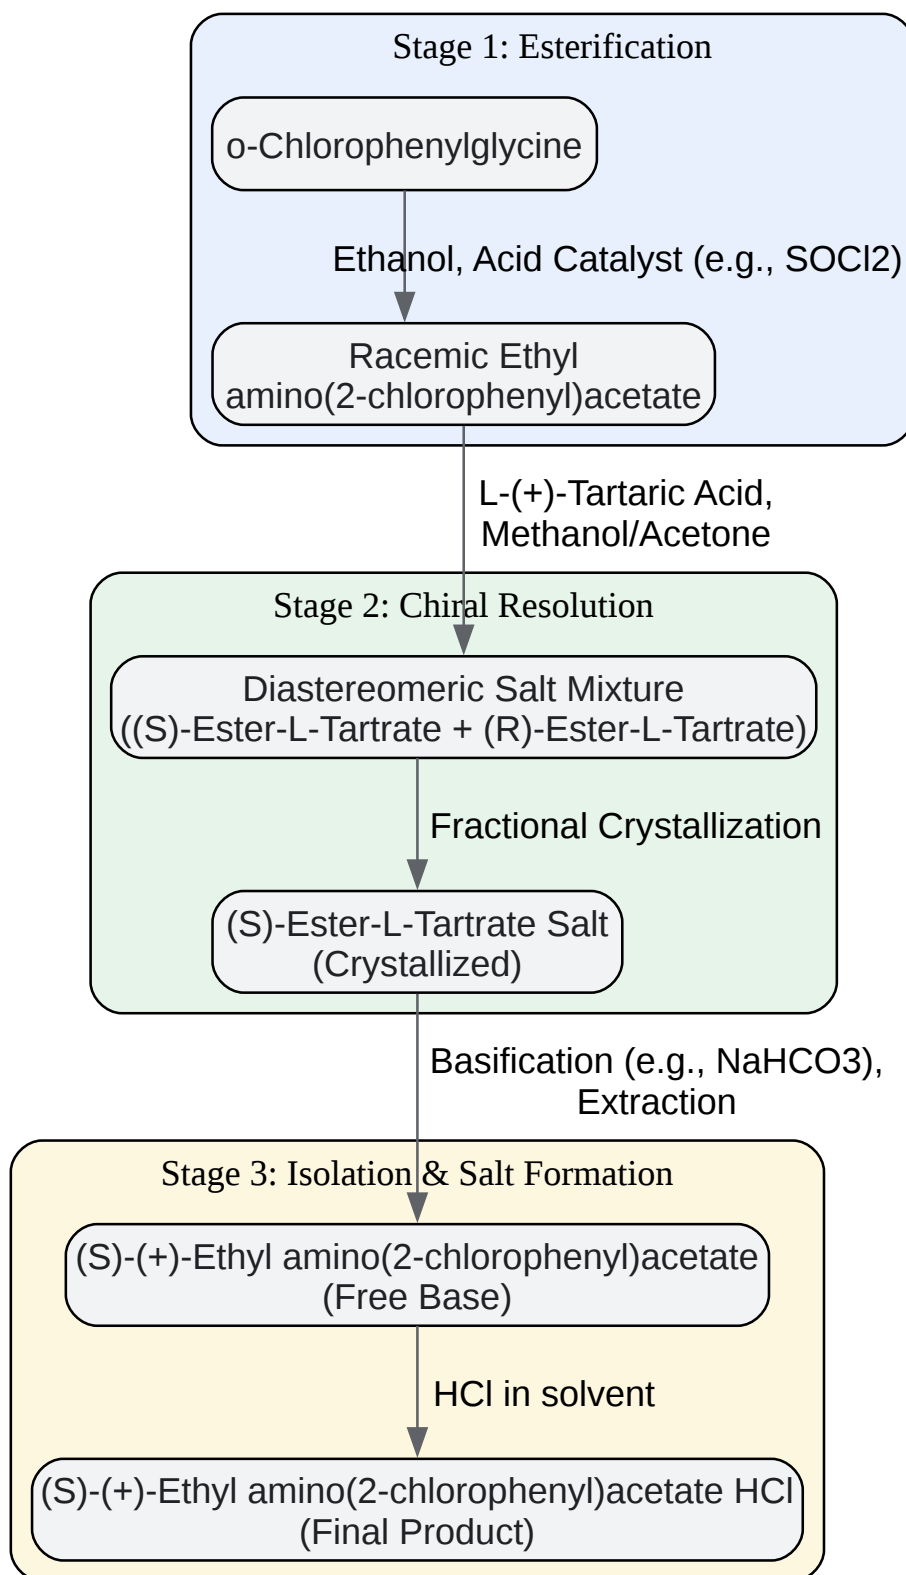 Stage 1: Esterification
o-Chlorophenylglycine
Ethanol, Acid Catalyst (e.g., SOCl2)
Racemic Ethyl
amino(2-chlorophenyl)acetate
L-(+)-Tartaric Acid,
Methanol/Acetone
Stage 2: Chiral Resolution
Diastereomeric Salt Mixture
((S)-Ester-L-Tartrate + (R)-Ester-L-Tartrate)
Fractional Crystallization
(S)-Ester-L-Tartrate Salt
(Crystallized)
Basification (e.g., NaHCO3),
Extraction
Stage 3: Isolation & Salt Formation
(S)-(+)-Ethyl amino(2-chlorophenyl)acetate
(Free Base)
HCl in solvent
(S)-(+)-Ethyl amino(2-chlorophenyl)acetate HCl
(Final Product)